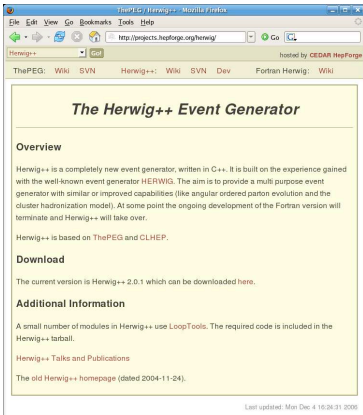 ThePEG / Herwig++ - Mozilla Firefox
File Edit View Go Bookmarks Tools Help
http://projects.hepforge.org/herwig/ Go G
Herwig++ Go! hosted by CEDAR HepForge
ThePEG: Wiki SVN Herwig++: Wiki SVN Dev Fortran Herwig: Wiki
The Herwig++ Event Generator
Overview
Herwig++ is a completely new event generator, written in C++. It is built on the experience gained
with the well-known event generator HERWIG. The aim is to provide a multi purpose event
generator with similar or improved capabilities (like angular ordered parton evolution and the
cluster hadronization model). At some point the ongoing development of the Fortran version will
terminate and Herwig++ will take over.
Herwig++ is based on ThePEG and CLHEP.
Download
The current version is Herwig++ 2.0.1 which can be downloaded here.
Additional Information
A small number of modules in Herwig++ use LoopTools. The required code is included in the
Herwig++ tarball.
Herwig++ Talks and Publications
The old Herwig++ homepage (dated 2004-11-24).
Last updated: Mon Dec 4 16:24:31 2006